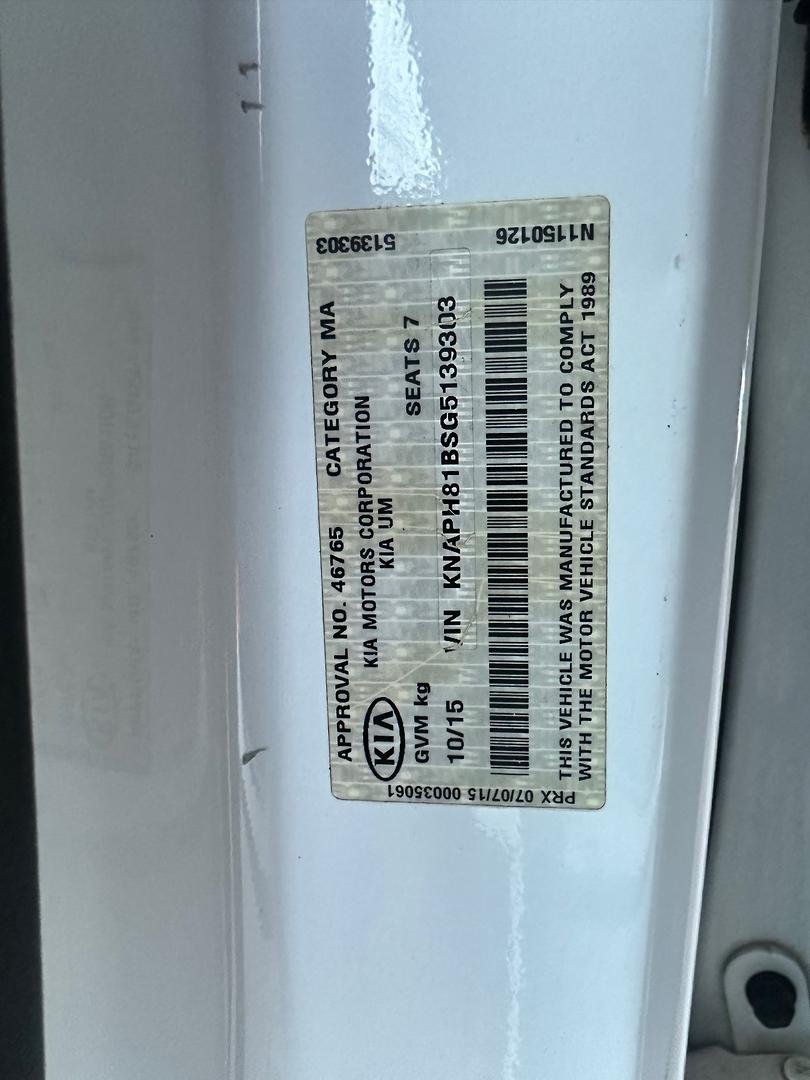 APPROVAL NO. 46765 CATEGORY MA
KIA MOTORS CORPORATION
KIA KIA UM
GVM kg SEATS 7
10/15 VIN KNAPH81BSG5139303
THIS VEHICLE WAS MANUFACTURED TO COMPLY
WITH THE MOTOR VEHICLE STANDARDS ACT 1989
PRX 07/07/15 00035061
5139303
N1150126
11